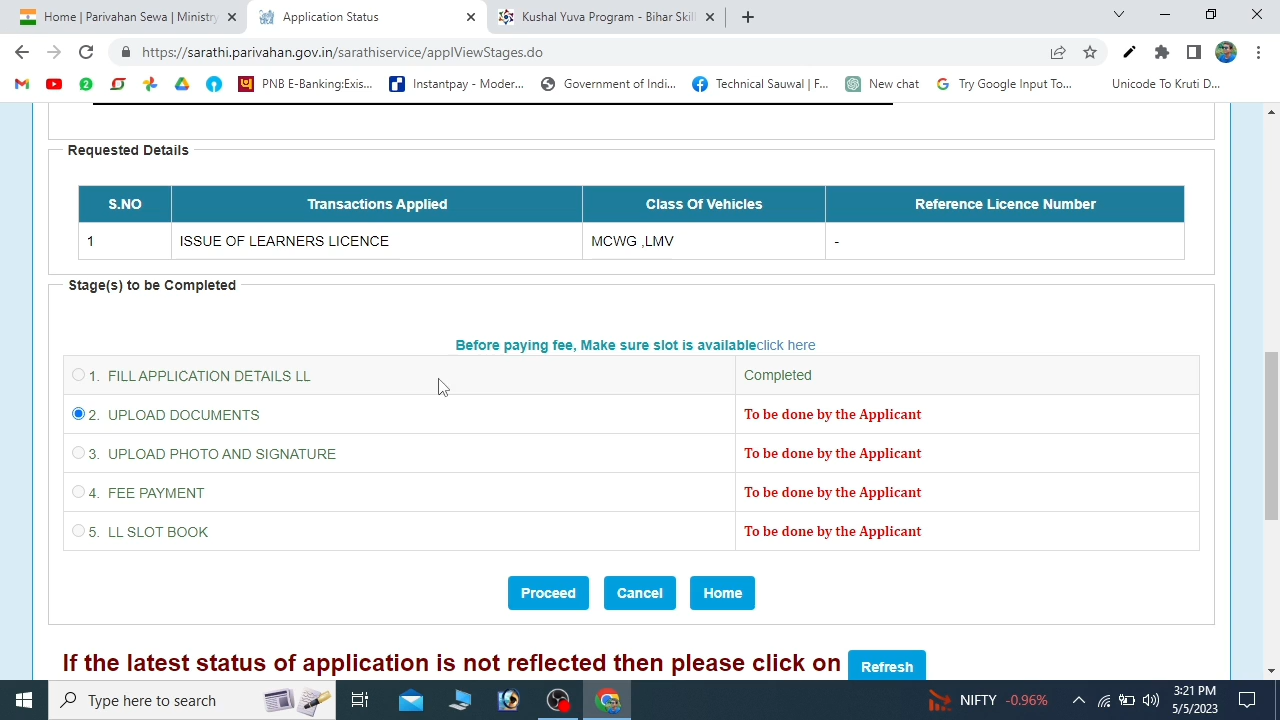 Home | Parivahan Sewa | Ministry
Application Status
Kushal Yuva Program - Bihar Skil
https://sarathi.parivahan.gov.in/sarathiservice/applViewStages.do
PNB E-Banking:Exis...
Instantpay - Moder...
Government of Indi...
Technical Sauwal | F...
New chat
Try Google Input To...
Unicode To Kruti D...
Requested Details
S.NO Transactions Applied Class Of Vehicles Reference Licence Number
1 ISSUE OF LEARNERS LICENCE MCWG ,LMV -
Stage(s) to be Completed
Before paying fee, Make sure slot is availableclick here
1. FILL APPLICATION DETAILS LL Completed
2. UPLOAD DOCUMENTS To be done by the Applicant
3. UPLOAD PHOTO AND SIGNATURE To be done by the Applicant
4. FEE PAYMENT To be done by the Applicant
5. LL SLOT BOOK To be done by the Applicant
Proceed Cancel Home
If the latest status of application is not reflected then please click on Refresh
Type here to search
NIFTY -0.96%
3:21 PM
5/5/2023